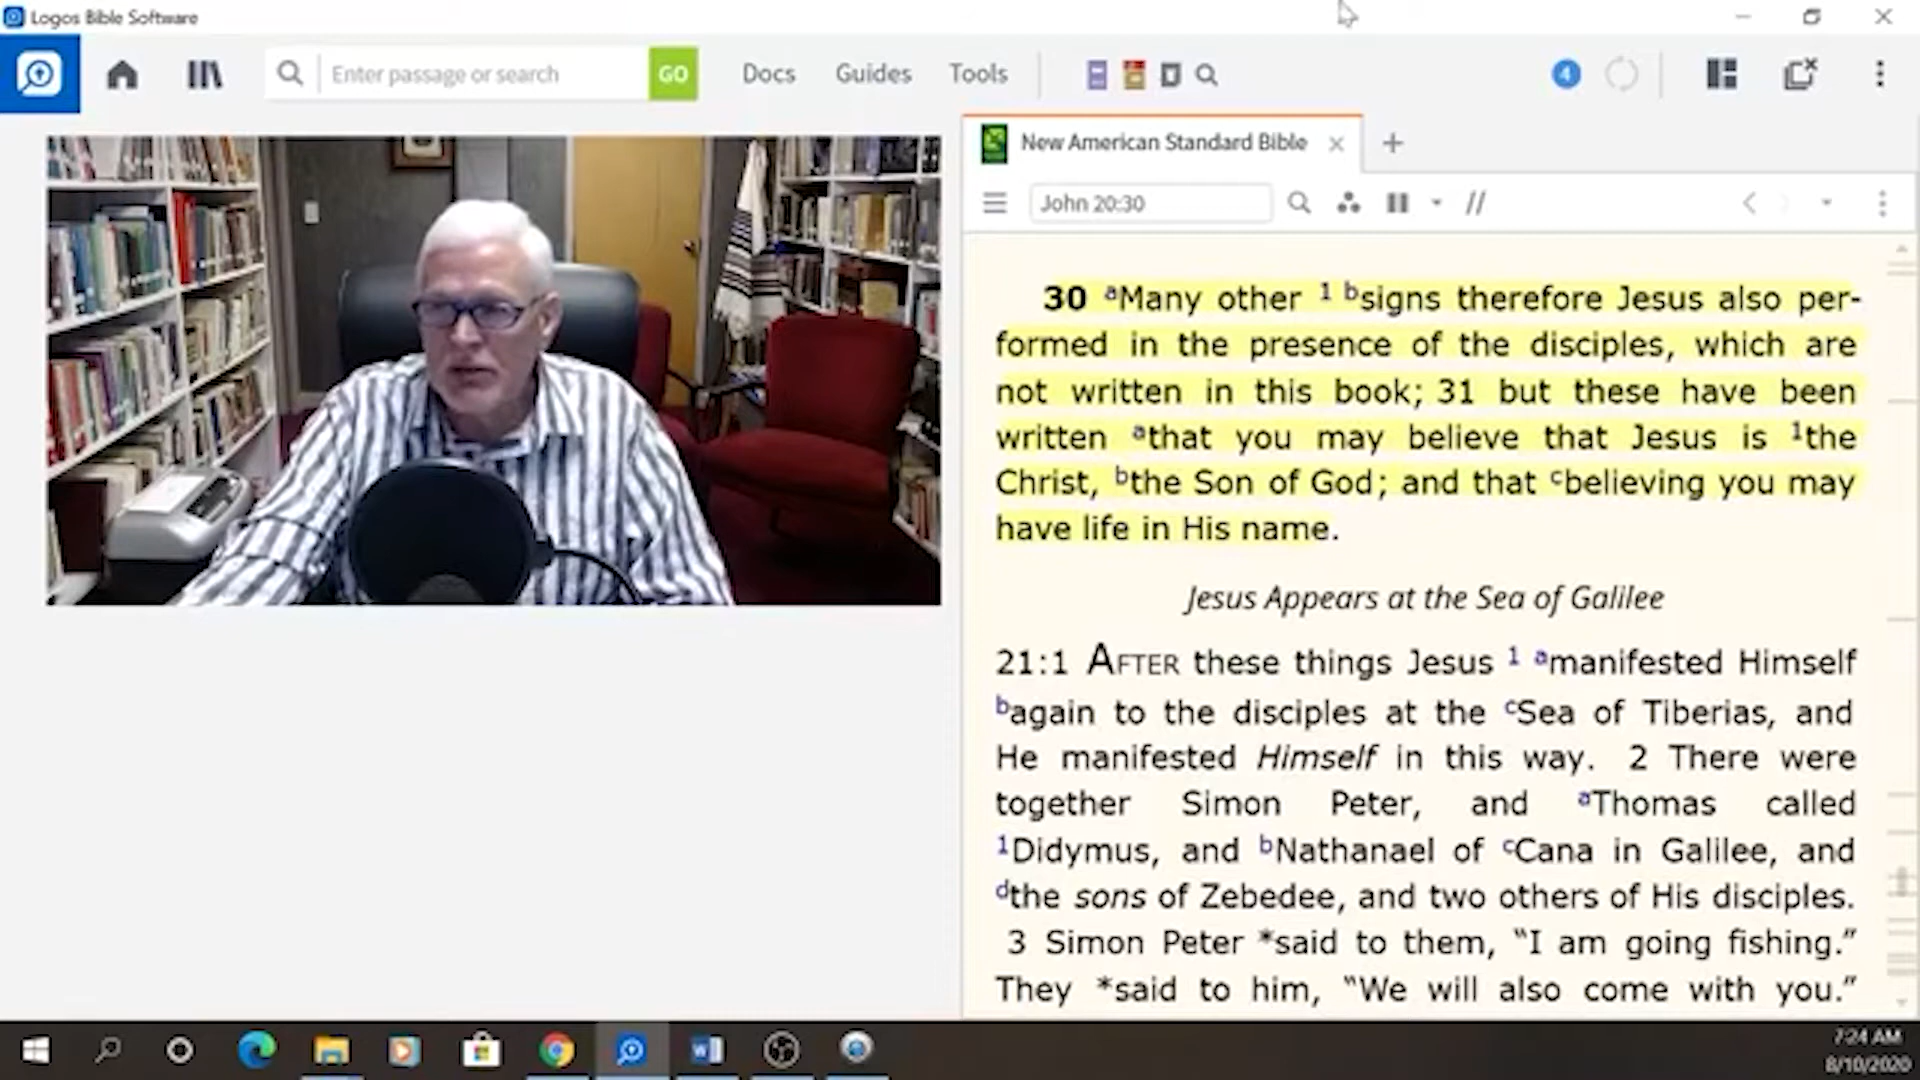 Logos Bible Software
Enter passage or search GO Docs Guides Tools 4
New American Standard Bible
John 20:30
30 aMany other 1 bsigns therefore Jesus also per-
formed in the presence of the disciples, which are
not written in this book; 31 but these have been
written athat you may believe that Jesus is 1the
Christ, bthe Son of God; and that cbelieving you may
have life in His name.
Jesus Appears at the Sea of Galilee
21:1 AFTER these things Jesus 1 amanifested Himself
bagain to the disciples at the cSea of Tiberias, and
He manifested Himself in this way. 2 There were
together Simon Peter, and aThomas called
1Didymus, and bNathanael of cCana in Galilee, and
dthe sons of Zebedee, and two others of His disciples.
3 Simon Peter *said to them, “I am going fishing.”
They *said to him, “We will also come with you.”
7:24 AM
8/10/2020